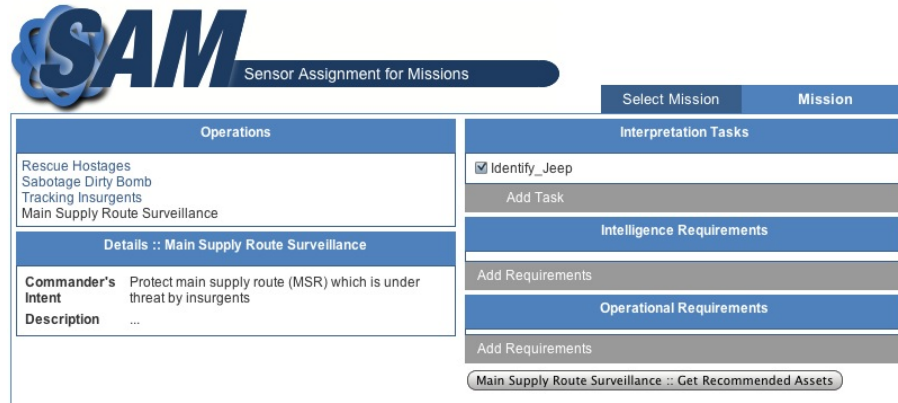 SAM
Sensor Assignment for Missions
Select Mission
Mission
Operations
Rescue Hostages
Sabotage Dirty Bomb
Tracking Insurgents
Main Supply Route Surveillance
Details :: Main Supply Route Surveillance
Commander's Intent
Protect main supply route (MSR) which is under
threat by insurgents
Description
...
Interpretation Tasks
Identify_Jeep
Add Task
Intelligence Requirements
Add Requirements
Operational Requirements
Add Requirements
Main Supply Route Surveillance :: Get Recommended Assets